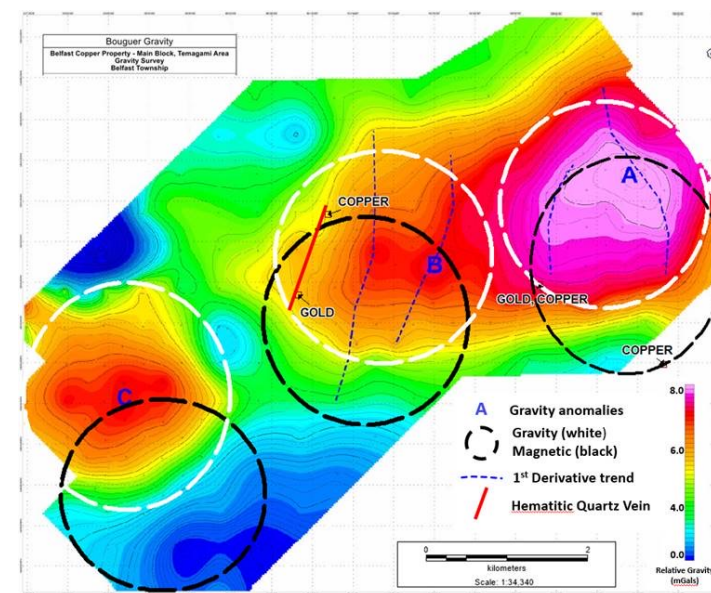 Bouguer Gravity
Belfast Copper Property - Main Block, Temagami Area
Gravity Survey
Belfast Township
A
COPPER
B
GOLD
GOLD, COPPER
COPPER
C
A Gravity anomalies
Gravity (white)
Magnetic (black)
1st Derivative trend
Hematitic Quartz Vein
8.0
6.0
4.0
2.0
0.0
Relative Gravity
(mGals)
0 2
kilometers
Scale: 1:34,340